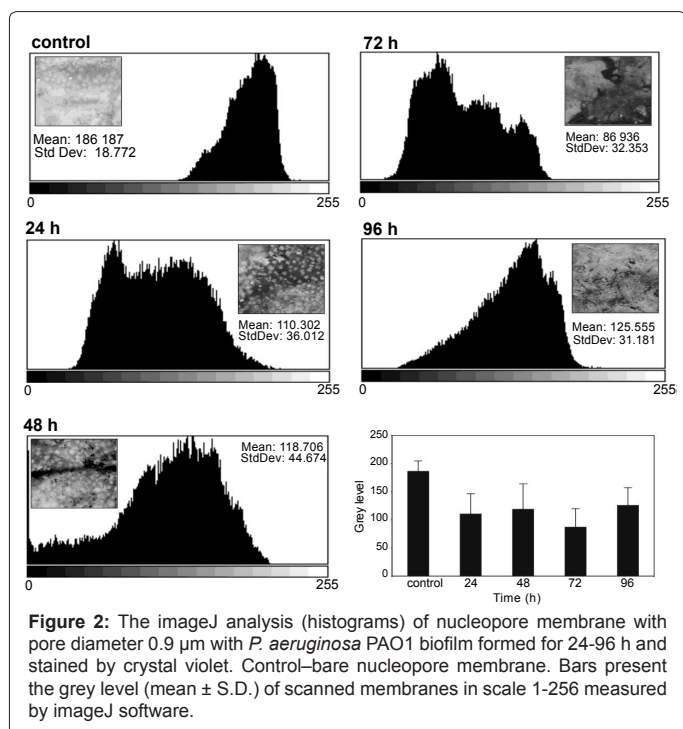 control
Mean: 186 187
Std Dev: 18.772
0 255
72 h
Mean: 86 936
StdDev: 32.353
0 255
24 h
Mean: 110.302
StdDev: 36.012
0 255
96 h
Mean: 125.555
StdDev: 31.181
0 255
48 h
Mean: 118.706
StdDev: 44.674
0 255
250
200
150
100
50
0
Grey level
control 24 48 72 96
Time (h)
Figure 2: The imageJ analysis (histograms) of nucleopore membrane with
pore diameter 0.9 µm with P. aeruginosa PAO1 biofilm formed for 24-96 h and
stained by crystal violet. Control–bare nucleopore membrane. Bars present
the grey level (mean ± S.D.) of scanned membranes in scale 1-256 measured
by imageJ software.